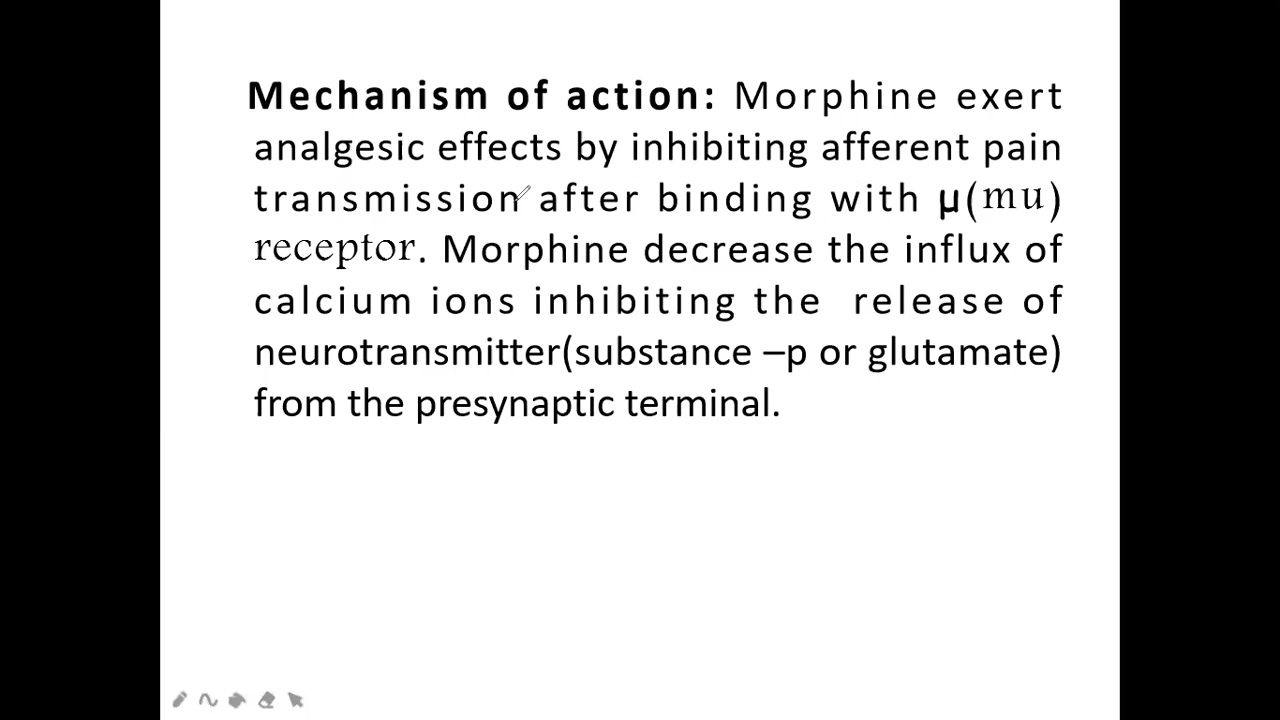 Mechanism of action: Morphine exert
analgesic effects by inhibiting afferent pain
transmission after binding with μ(mu)
receptor. Morphine decrease the influx of
calcium ions inhibiting the release of
neurotransmitter(substance –p or glutamate)
from the presynaptic terminal.